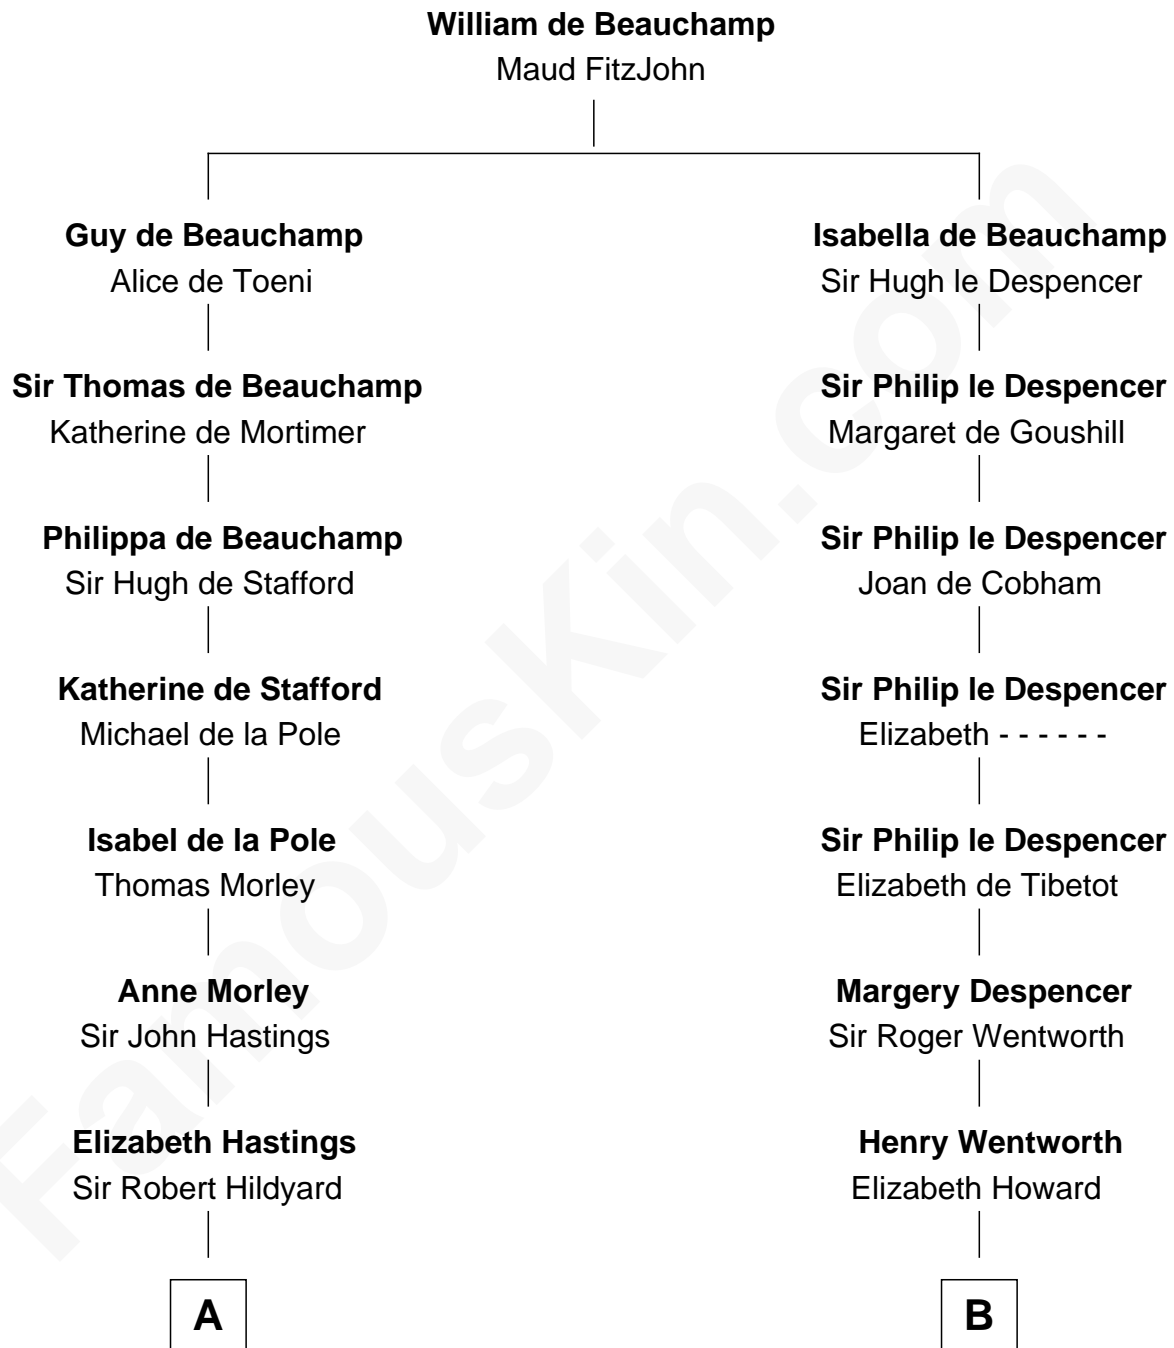 William de Beauchamp
Maud FitzJohn
Guy de Beauchamp
Alice de Toeni
Sir Thomas de Beauchamp
Katherine de Mortimer
Philippa de Beauchamp
Sir Hugh de Stafford
Katherine de Stafford
Michael de la Pole
Isabel de la Pole
Thomas Morley
Anne Morley
Sir John Hastings
Elizabeth Hastings
Sir Robert Hildyard
A
Isabella de Beauchamp
Sir Hugh le Despencer
Sir Philip le Despencer
Margaret de Goushill
Sir Philip le Despencer
Joan de Cobham
Sir Philip le Despencer
Elizabeth - - - - - -
Sir Philip le Despencer
Elizabeth de Tibetot
Margery Despencer
Sir Roger Wentworth
Henry Wentworth
Elizabeth Howard
B
FamousKin.com